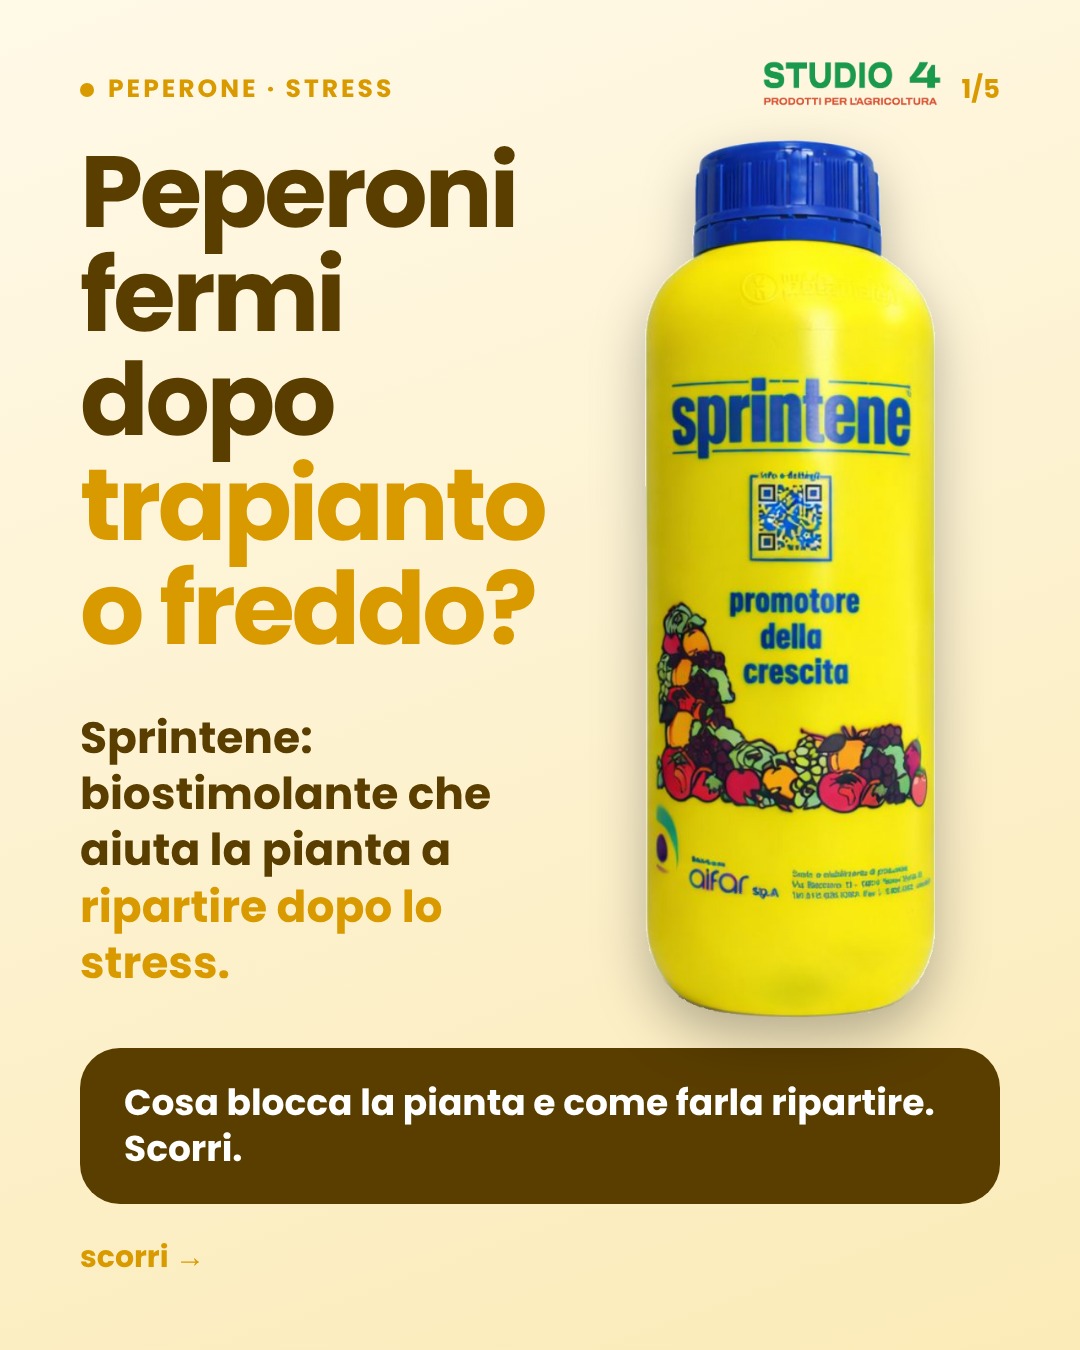 PEPERONE · STRESS
STUDIO 4
PRODOTTI PER L'AGRICOLTURA
1/5
Peperoni
fermi
dopo
trapianto
o freddo?
Sprintene:
biostimolante che
aiuta la pianta a
ripartire dopo lo
stress.
sprintene
promotore
della
crescita
aifar S.p.A
Cosa blocca la pianta e come farla ripartire.
Scorri.
scorri →